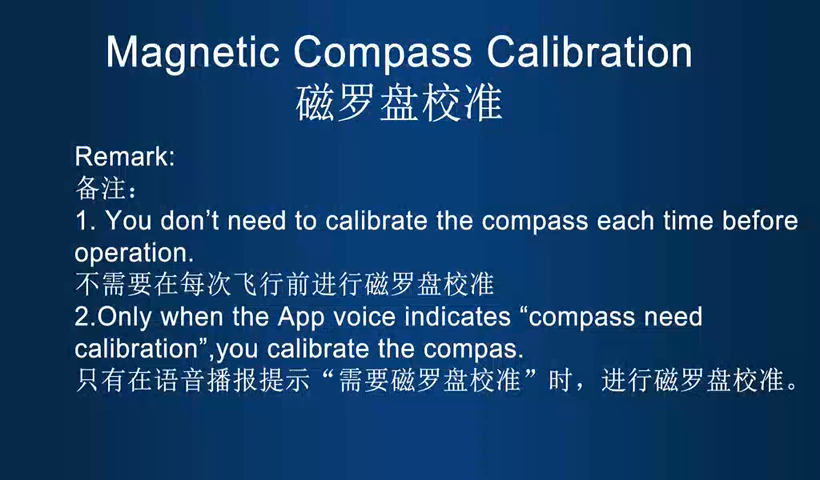 Magnetic Compass Calibration
磁罗盘校准
Remark:
备注：
1. You don’t need to calibrate the compass each time before
operation.
不需要在每次飞行前进行磁罗盘校准
2.Only when the App voice indicates “compass need
calibration”,you calibrate the compas.
只有在语音播报提示“需要磁罗盘校准”时，进行磁罗盘校准。